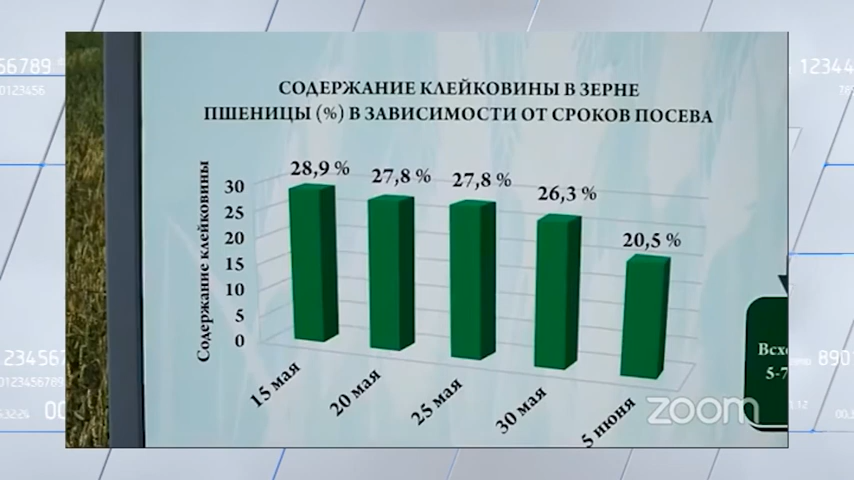 СОДЕРЖАНИЕ КЛЕЙКОВИНЫ В ЗЕРНЕ
ПШЕНИЦЫ (%) В ЗАВИСИМОСТИ ОТ СРОКОВ ПОСЕВА
Содержание клейковины
30
25
20
15
10
5
0
28,9 %
27,8 %
27,8 %
26,3 %
20,5 %
15 мая
20 мая
25 мая
30 мая
5 июня
zoom